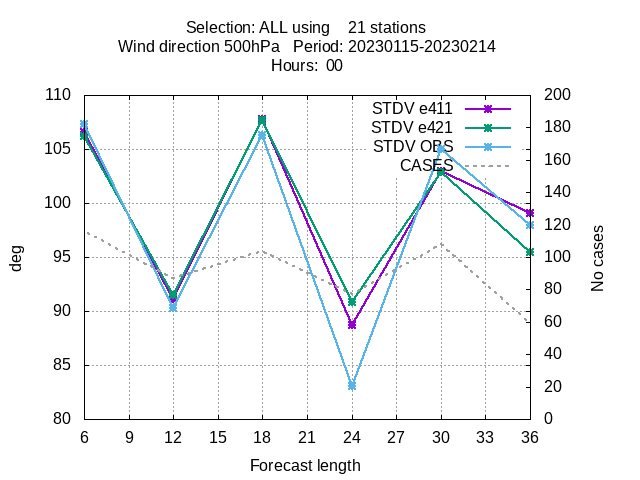 Selection: ALL using    21 stations
Wind direction 500hPa   Period: 20230115-20230214
Hours:  00
110
105
100
95
90
85
80
200
180
160
140
120
100
80
60
40
20
0
STDV e411
STDV e421
STDV OBS
CASES
deg
No cases
6 9 12 15 18 21 24 27 30 33 36
Forecast length